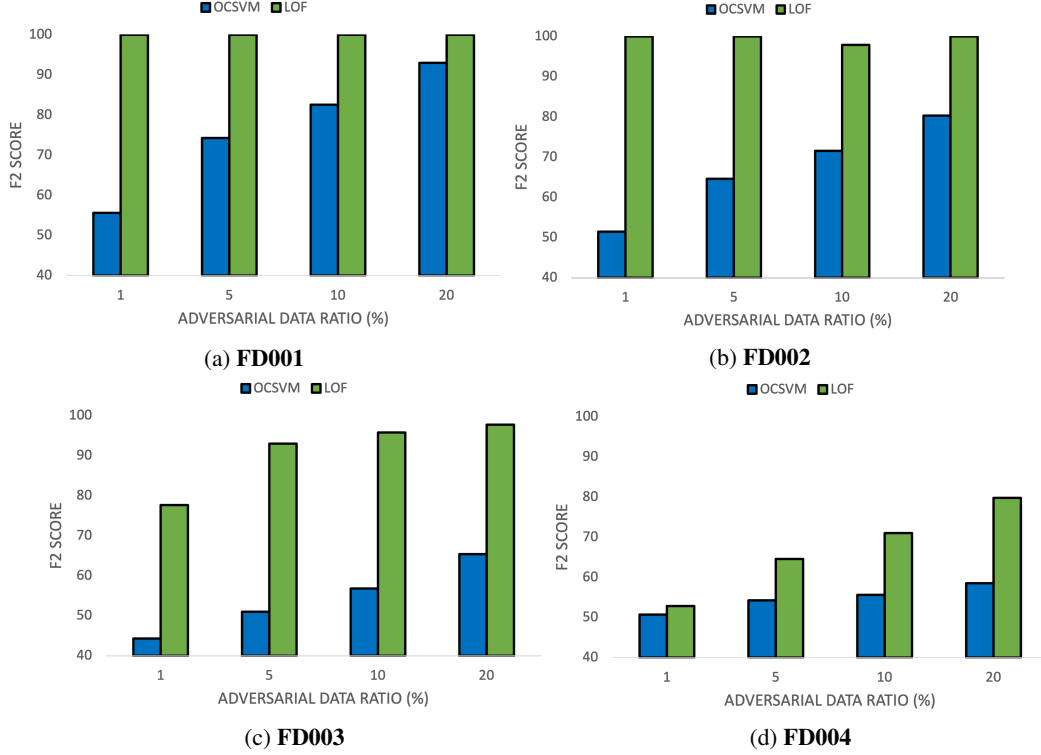 OCSVM LOF
100
90
80
70
60
50
40
F2 SCORE
1 5 10 20
ADVERSARIAL DATA RATIO (%)
(a) FD001
OCSVM LOF
100
90
80
70
60
50
40
F2 SCORE
1 5 10 20
ADVERSARIAL DATA RATIO (%)
(b) FD002
OCSVM LOF
100
90
80
70
60
50
40
F2 SCORE
1 5 10 20
ADVERSARIAL DATA RATIO (%)
(c) FD003
OCSVM LOF
100
90
80
70
60
50
40
F2 SCORE
1 5 10 20
ADVERSARIAL DATA RATIO (%)
(d) FD004